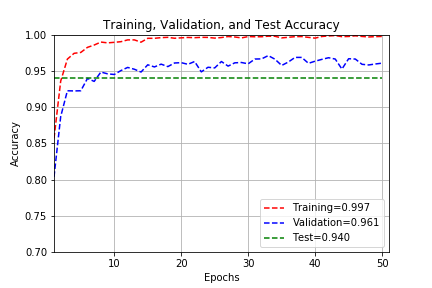 Training, Validation, and Test Accuracy
1.00
0.95
0.90
0.85
0.80
0.75
0.70
Accuracy
Training=0.997
Validation=0.961
Test=0.940
10
20
30
40
50
Epochs